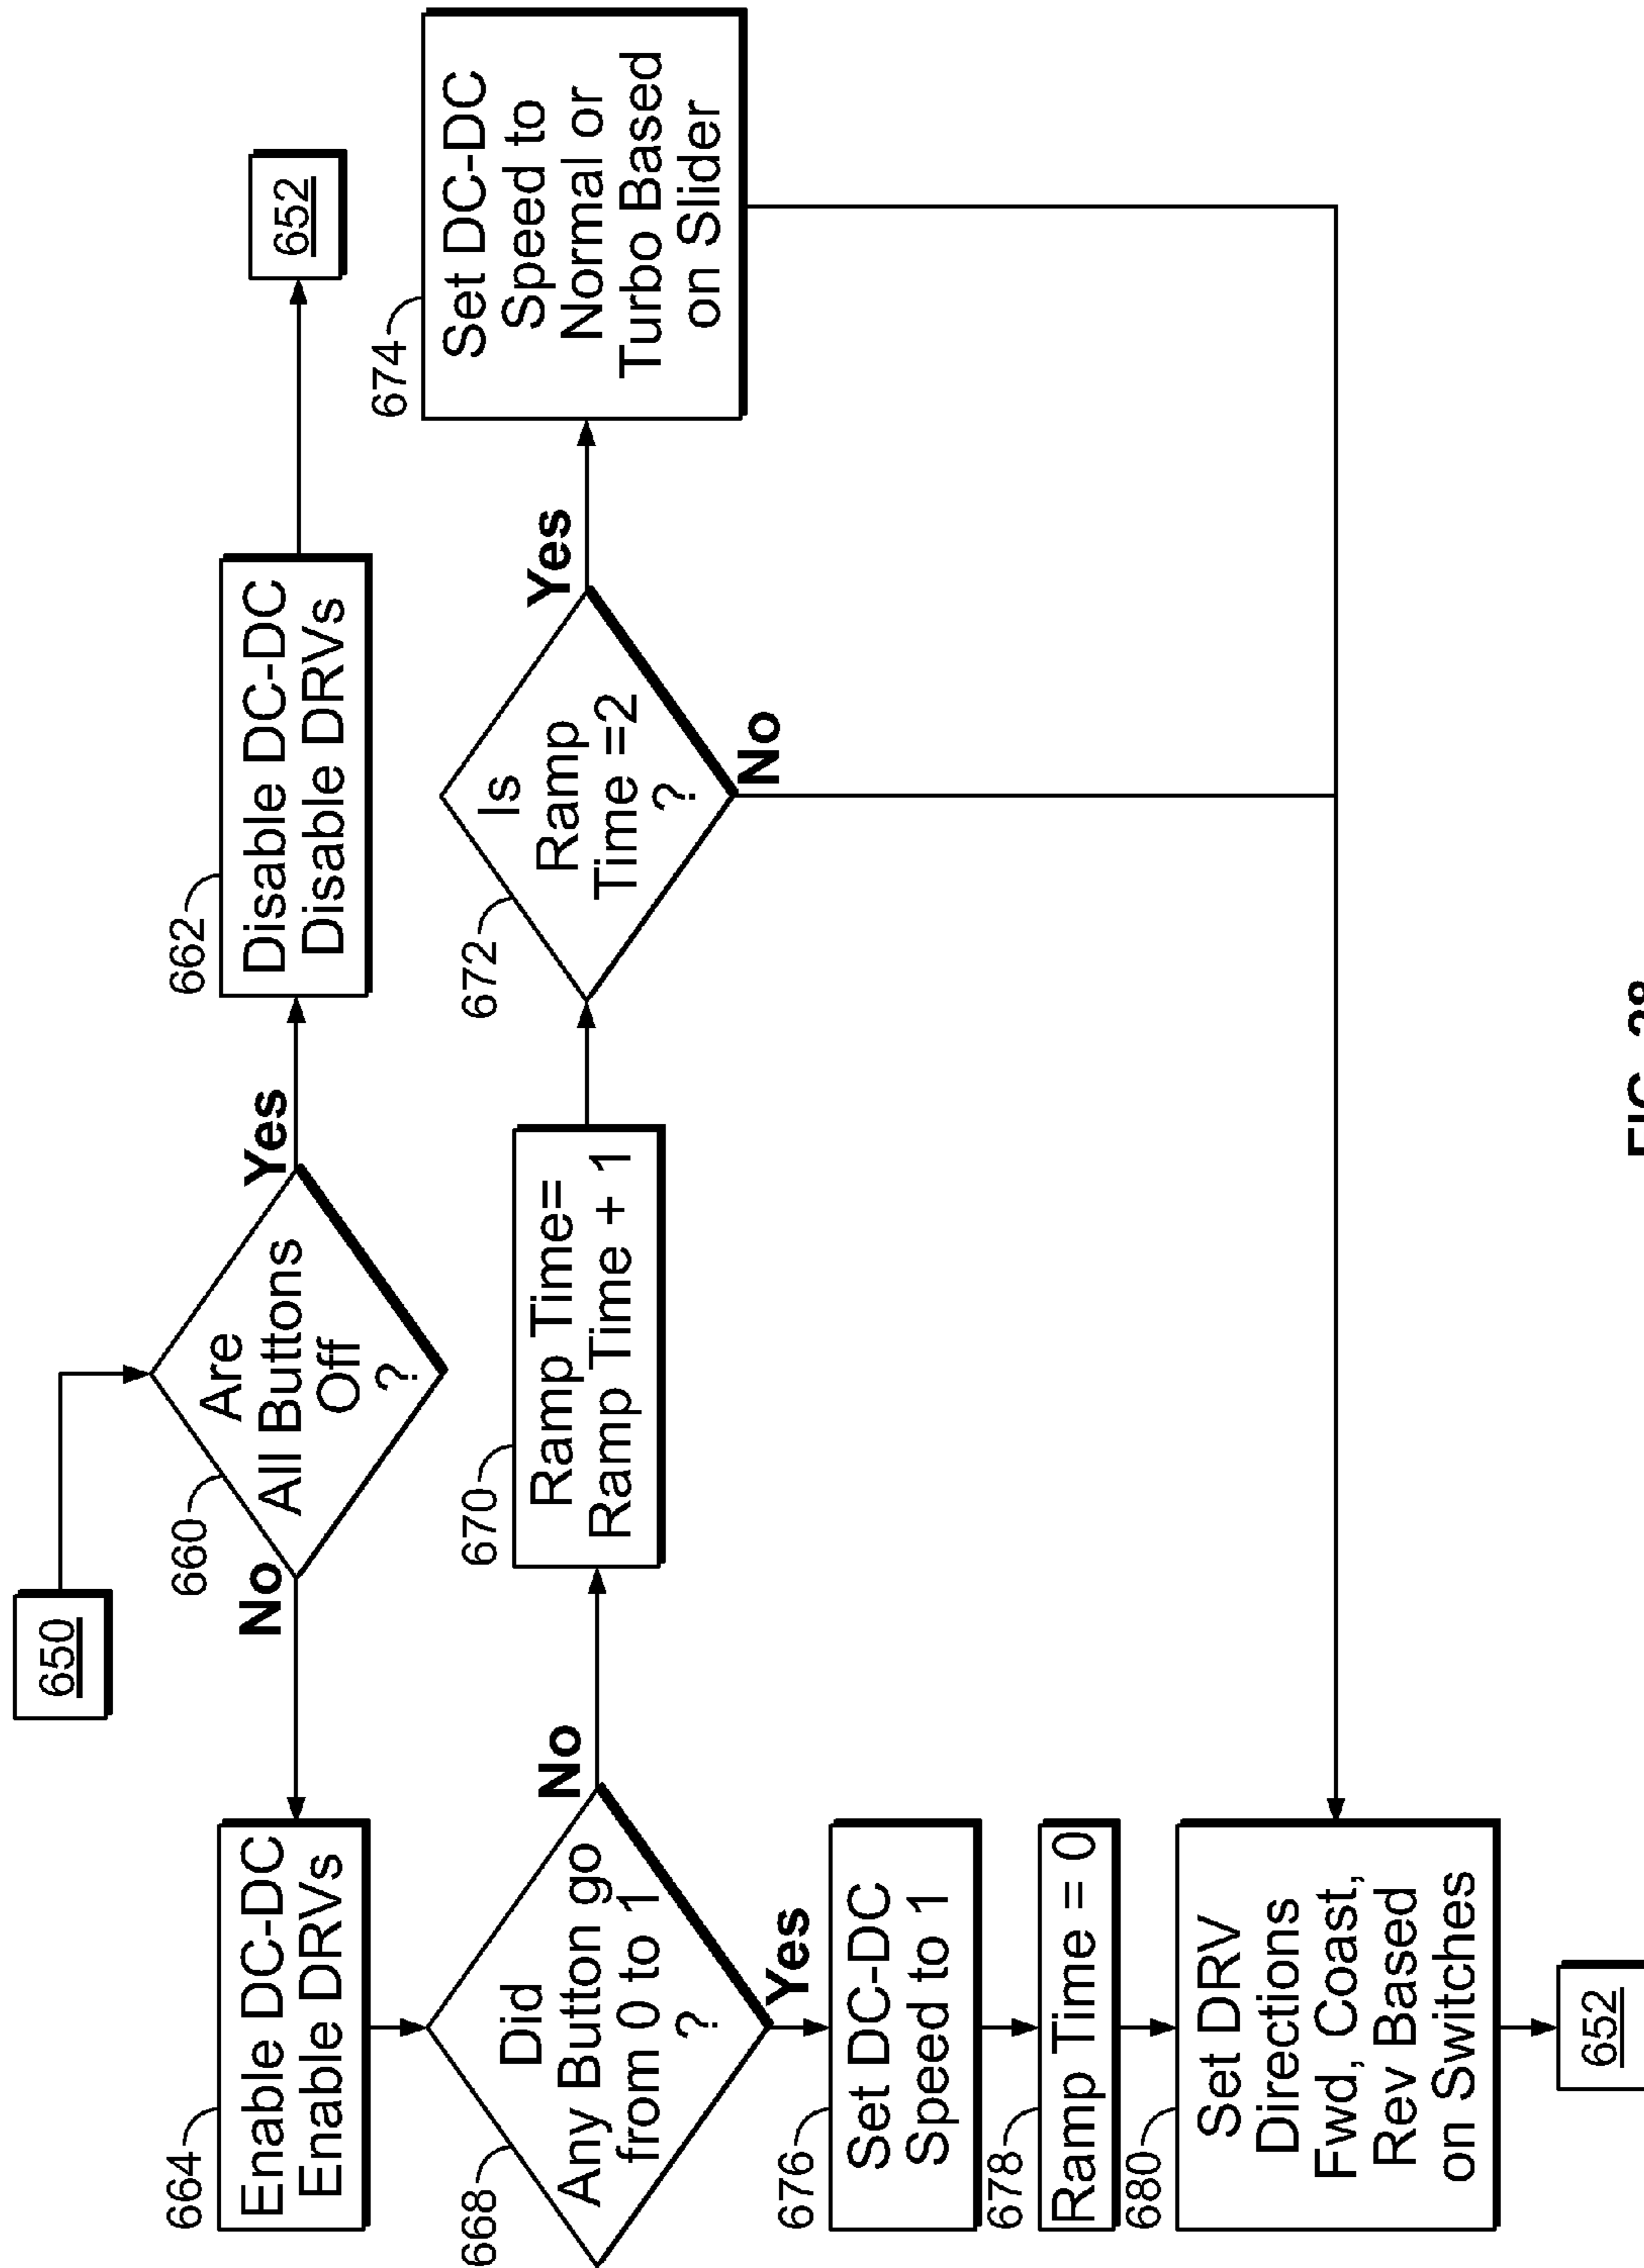 650
660
Are
All Buttons
Off
?
Yes
No
662
Disable DC-DC
Disable DRVs
652
664
Enable DC-DC
Enable DRVs
668
Did
Any Button go
from 0 to 1
?
No
Yes
670
Ramp Time=
Ramp Time + 1
672
Is
Ramp
Time =2
?
Yes
No
674
Set DC-DC
Speed to
Normal or
Turbo Based
on Slider
676
Set DC-DC
Speed to 1
678
Ramp Time = 0
680
Set DRV
Directions
Fwd, Coast,
Rev Based
on Switches
652
FIG.